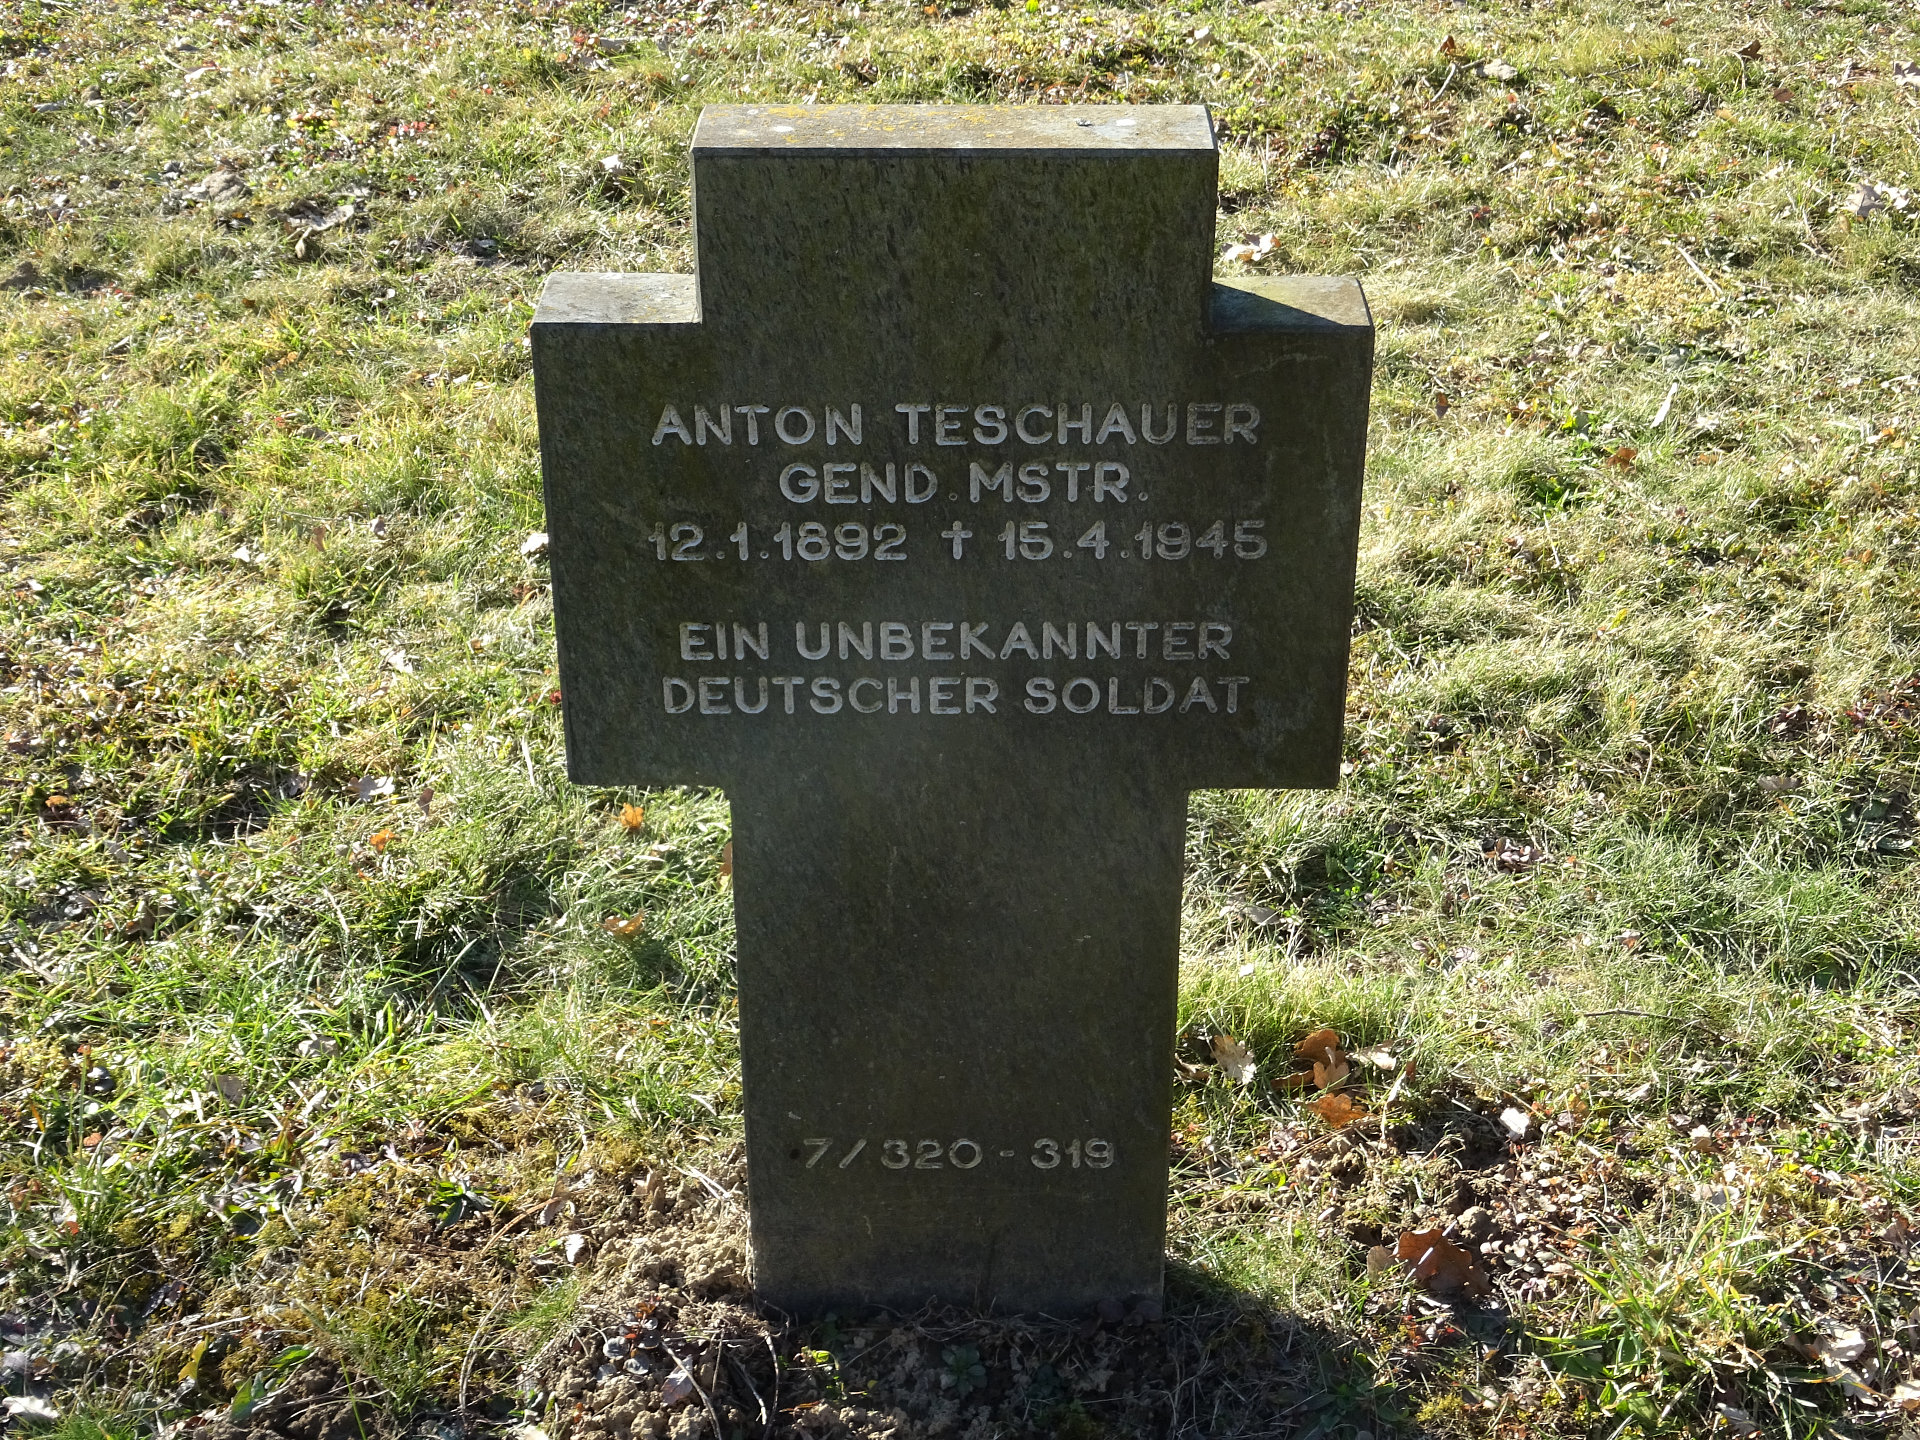 ANTON TESCHAUER
GEND. MSTR.
12.1.1892 † 15.4.1945
EIN UNBEKANNTER
DEUTSCHER SOLDAT
7/320-319